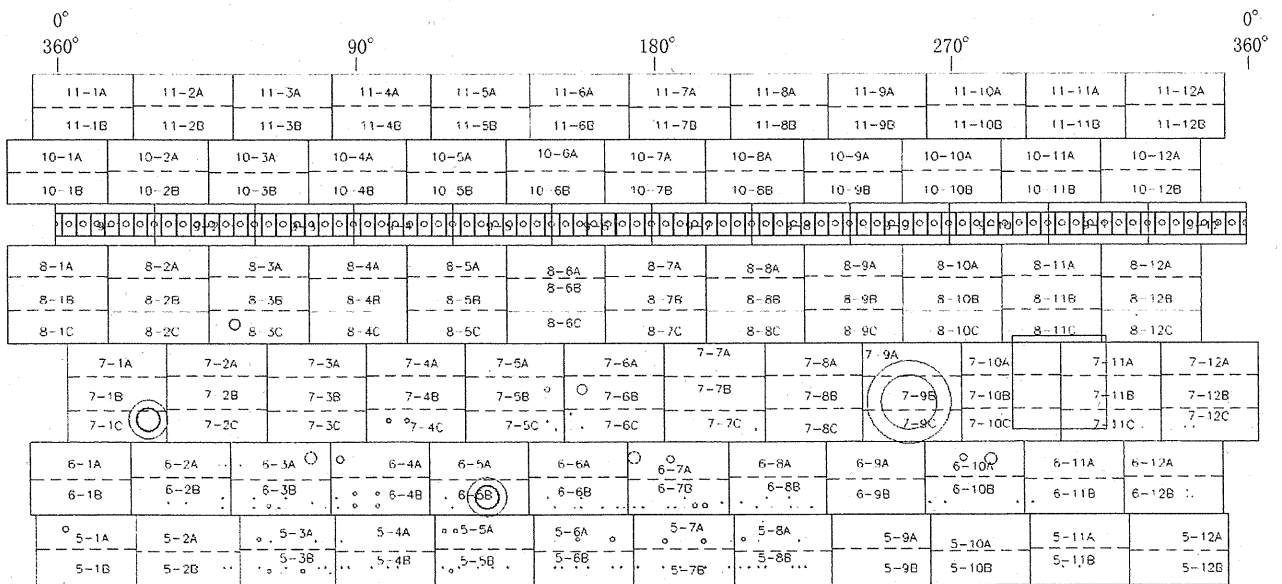 0° 0°
360° 90° 180° 270° 360°
11-1A 11-2A 11-3A 11-4A 11-5A 11-6A 11-7A 11-8A 11-9A 11-10A 11-11A 11-12A
11-1B 11-2B 11-3B 11-4B 11-5B 11-6B 11-7B 11-8B 11-9B 11-10B 11-11B 11-12B
10-1A 10-2A 10-3A 10-4A 10-5A 10-6A 10-7A 10-8A 10-9A 10-10A 10-11A 10-12A
10-1B 10-2B 10-3B 10-4B 10-5B 10-6B 10-7B 10-8B 10-9B 10-10B 10-11B 10-12B
8-1A 8-2A 8-3A 8-4A 8-5A 8-6A 8-7A 8-8A 8-9A 8-10A 8-11A 8-12A
8-1B 8-2B 8-3B 8-4B 8-5B 8-6B 8-7B 8-8B 8-9B 8-10B 8-11B 8-12B
8-1C 8-2C 8-3C 8-4C 8-5C 8-6C 8-7C 8-8C 8-9C 8-10C 8-11C 8-12C
7-1A 7-2A 7-3A 7-4A 7-5A 7-6A 7-7A 7-8A 7-9A 7-10A 7-11A 7-12A
7-1B 7-2B 7-3B 7-4B 7-5B 7-6B 7-7B 7-8B 7-9B 7-10B 7-11B 7-12B
7-1C 7-2C 7-3C 7-4C 7-5C 7-6C 7-7C 7-8C 7-9C 7-10C 7-11C 7-12C
6-1A 6-2A 6-3A 6-4A 6-5A 6-6A 6-7A 6-8A 6-9A 6-10A 6-11A 6-12A
6-1B 6-2B 6-3B 6-4B 6-5B 6-6B 6-7B 6-8B 6-9B 6-10B 6-11B 6-12B
5-1A 5-2A 5-3A 5-4A 5-5A 5-6A 5-7A 5-8A 5-9A 5-10A 5-11A 5-12A
5-1B 5-2B 5-3B 5-4B 5-5B 5-6B 5-7B 5-8B 5-9B 5-10B 5-11B 5-12B